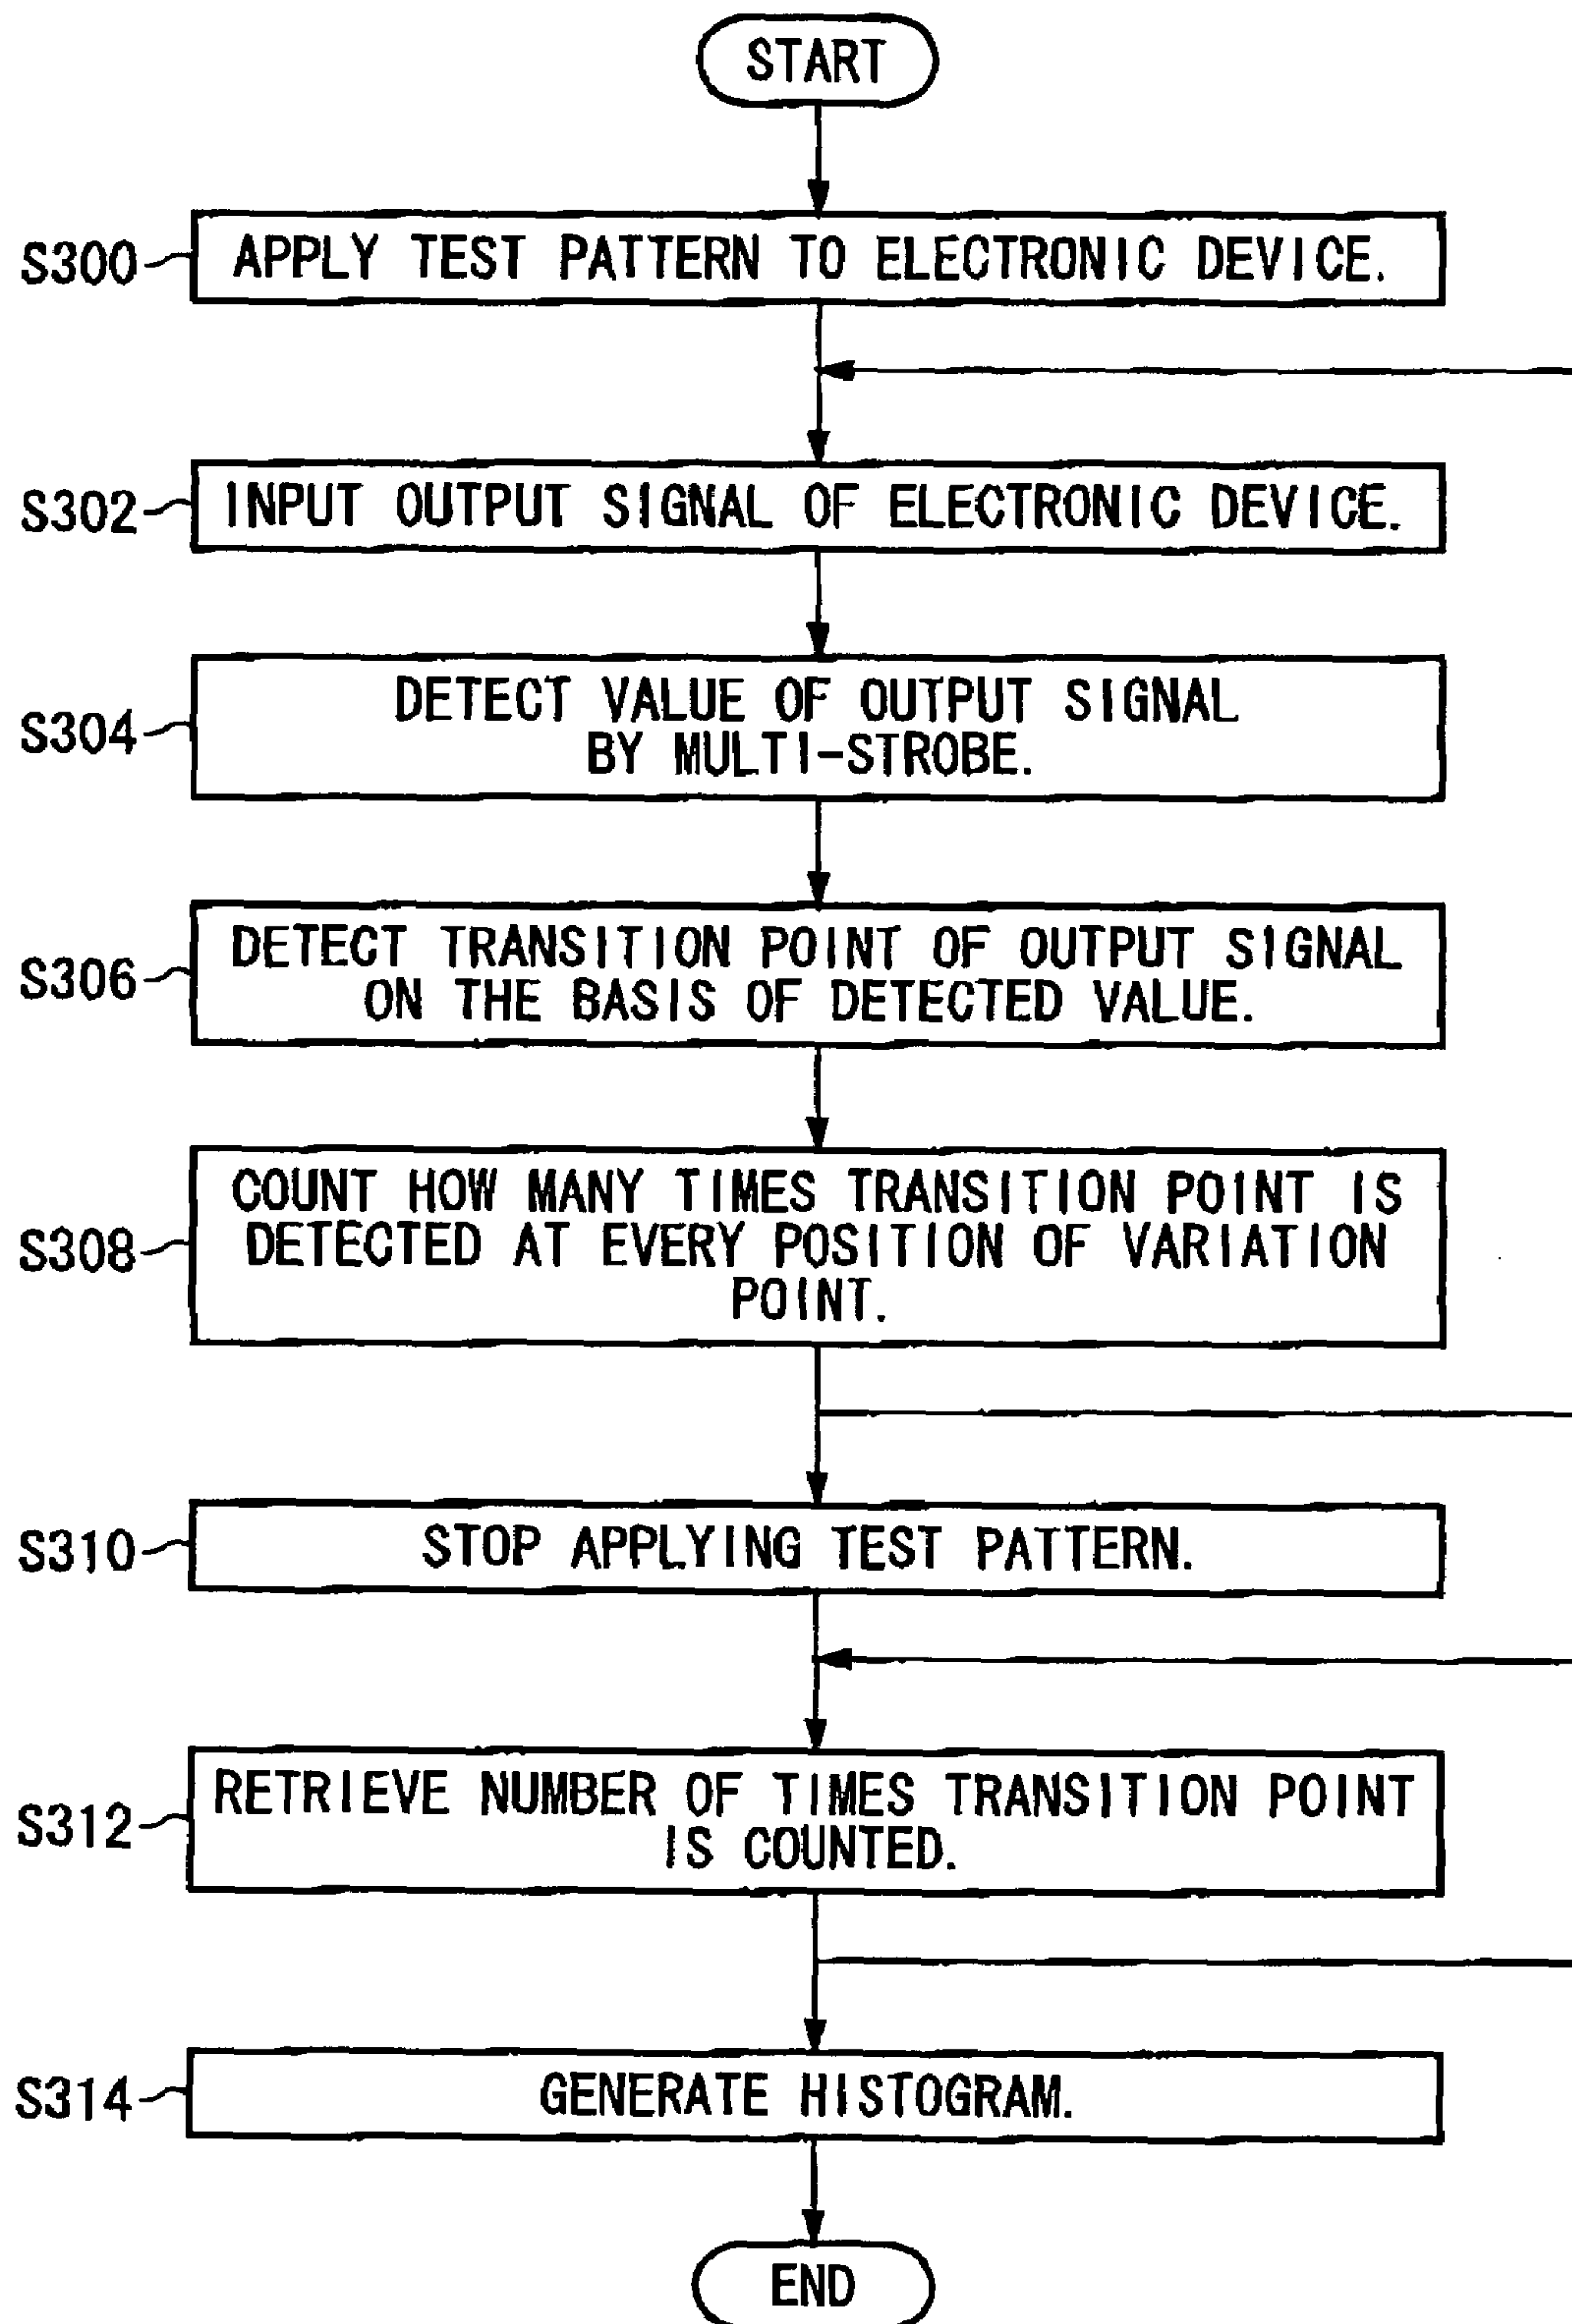 START
S300
APPLY TEST PATTERN TO ELECTRONIC DEVICE.
S302
INPUT OUTPUT SIGNAL OF ELECTRONIC DEVICE.
S304
DETECT VALUE OF OUTPUT SIGNAL
BY MULTI-STROBE.
S306
DETECT TRANSITION POINT OF OUTPUT SIGNAL
ON THE BASIS OF DETECTED VALUE.
S308
COUNT HOW MANY TIMES TRANSITION POINT IS
DETECTED AT EVERY POSITION OF VARIATION
POINT.
S310
STOP APPLYING TEST PATTERN.
S312
RETRIEVE NUMBER OF TIMES TRANSITION POINT
IS COUNTED.
S314
GENERATE HISTOGRAM.
END